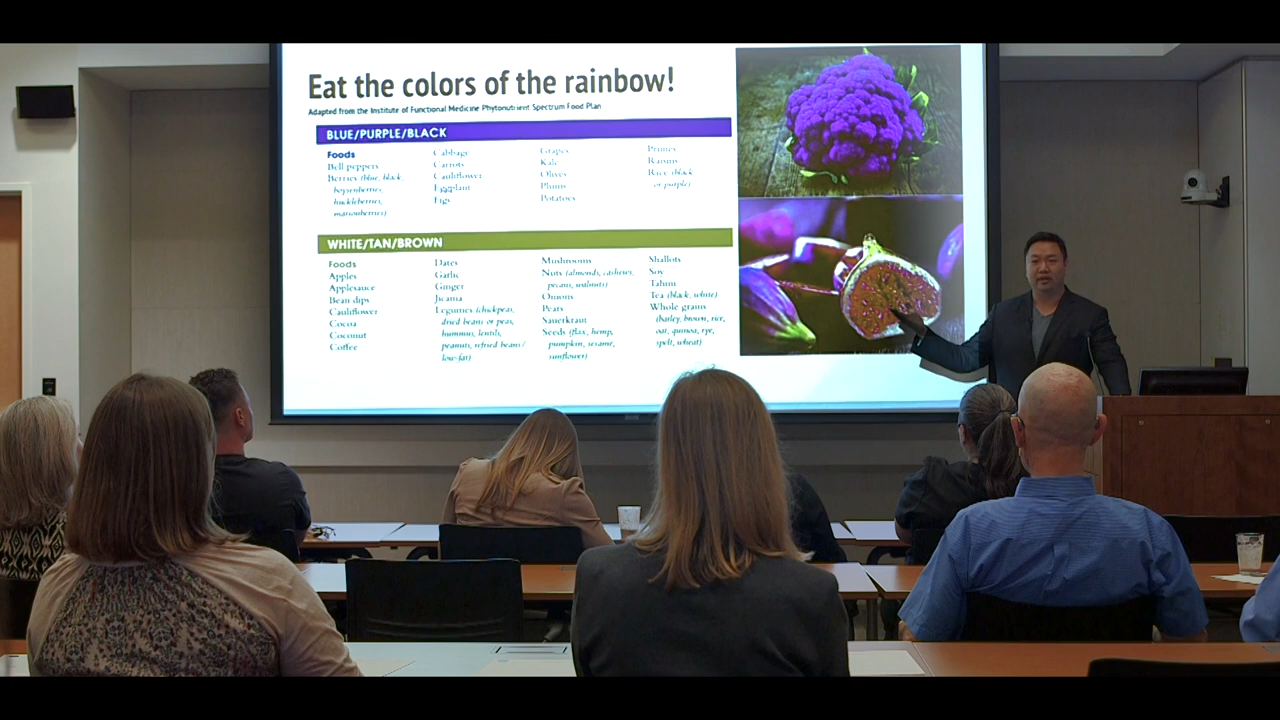 Eat the colors of the rainbow!
Adapted from the Institute of Functional Medicine Phytonutrient Spectrum Food Plan
BLUE/PURPLE/BLACK
Foods
Bell peppers
Berries (blue, black,
boysenberries,
huckleberries,
marionberries)
Cabbage
Carrots
Cauliflower
Eggplant
Figs
Grapes
Kale
Olives
Plums
Potatoes
Prunes
Raisins
Rice (black
or purple)
WHITE/TAN/BROWN
Foods
Apples
Applesauce
Bean dips
Cauliflower
Cocoa
Coconut
Coffee
Dates
Garlic
Ginger
Jicama
Legumes (chickpeas,
dried beans or peas,
hummus, lentils,
peanuts, refried beans/
low-fat)
Mushrooms
Nuts (almonds, cashews,
pecans, walnuts)
Onions
Pears
Sauerkraut
Seeds (flax, hemp,
pumpkin, sesame,
sunflower)
Shallots
Soy
Tahini
Tea (black, white)
Whole grains
(barley, brown, rice,
oat, quinoa, rye,
spelt, wheat)